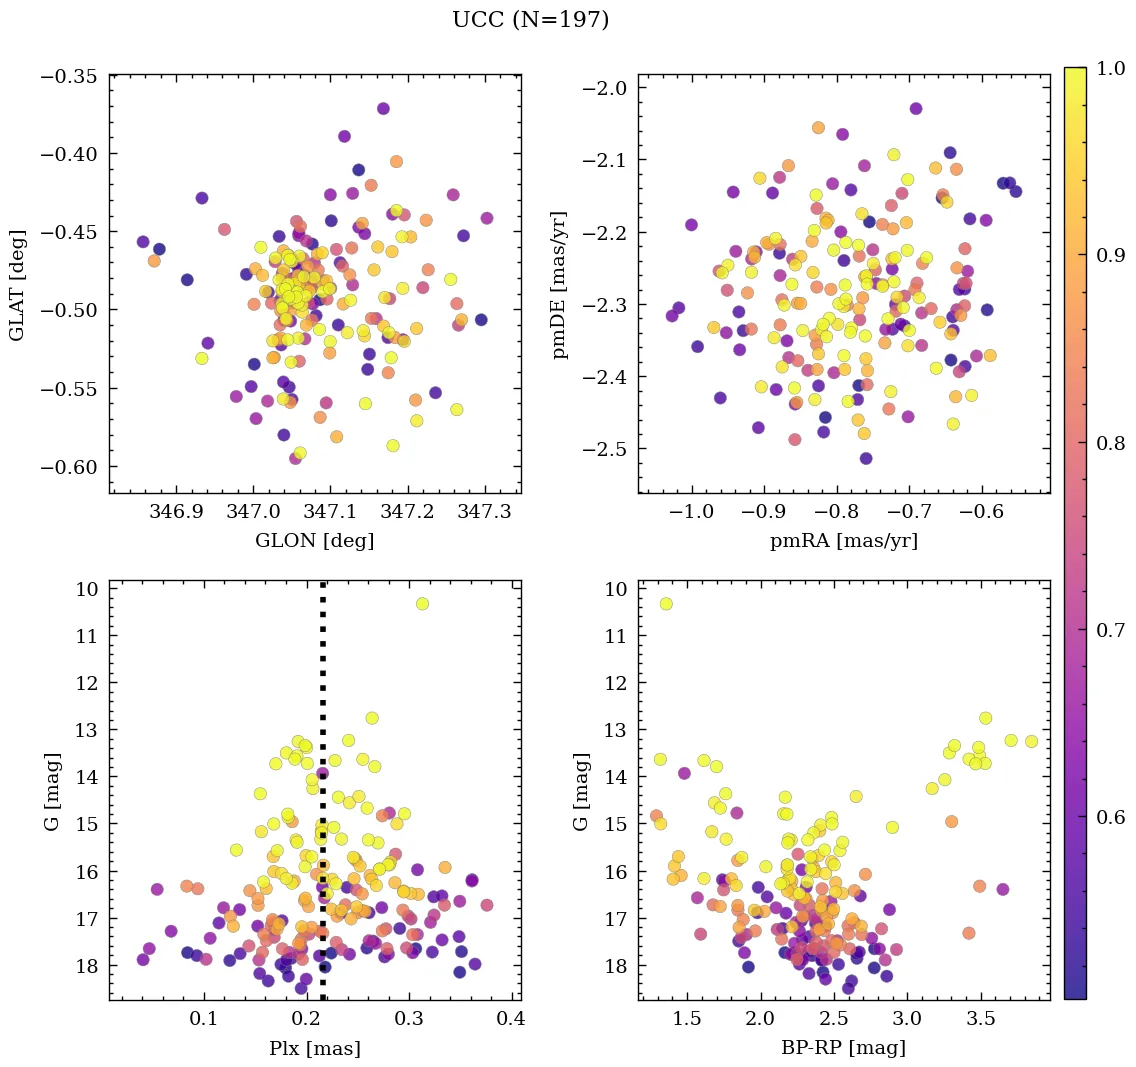 UCC (N=197)
−0.35
−0.40
−0.45
−0.50
−0.55
−0.60
GLAT [deg]
346.9 347.0 347.1 347.2 347.3
GLON [deg]
−2.0
−2.1
−2.2
−2.3
−2.4
−2.5
pmDE [mas/yr]
−1.0 −0.9 −0.8 −0.7 −0.6
pmRA [mas/yr]
10
11
12
13
14
15
16
17
18
G [mag]
0.1 0.2 0.3 0.4
Plx [mas]
10
11
12
13
14
15
16
17
18
G [mag]
1.5 2.0 2.5 3.0 3.5
BP-RP [mag]
1.0
0.9
0.8
0.7
0.6